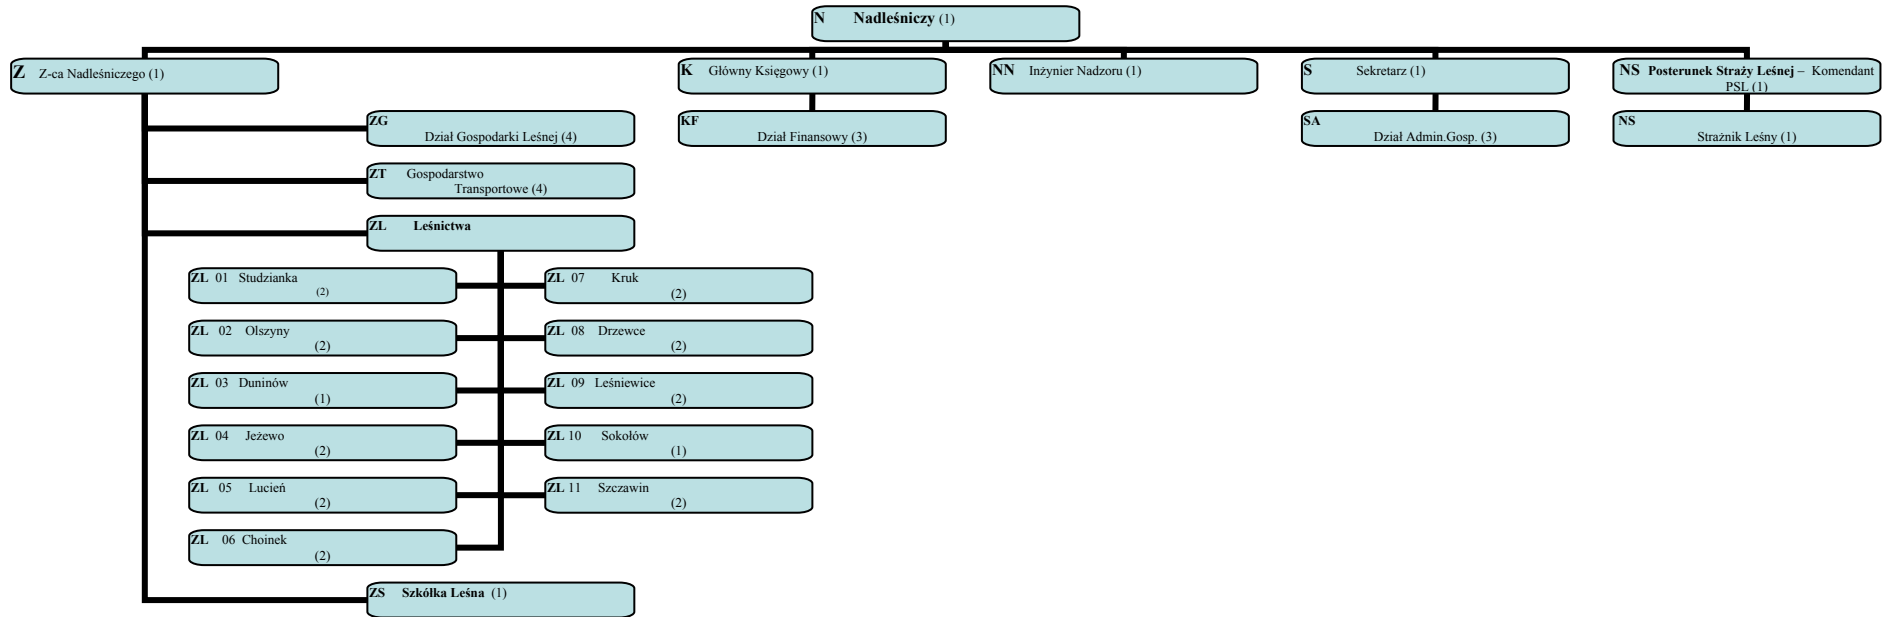 N Nadleśniczy (1)
Z Z-ca Nadleśniczego (1)
K Główny Księgowy (1)
NN Inżynier Nadzoru (1)
S Sekretarz (1)
NS Posterunek Straży Leśnej – Komendant
PSL (1)
ZG
Dział Gospodarki Leśnej (4)
KF
Dział Finansowy (3)
SA
Dział Admin.Gosp. (3)
NS
Strażnik Leśny (1)
ZT Gospodarstwo
Transportowe (4)
ZL Leśnictwa
ZL 01 Studzianka
(2)
ZL 07 Kruk
(2)
ZL 02 Olszyny
(2)
ZL 08 Drzewce
(2)
ZL 03 Duninów
(1)
ZL 09 Leśniewice
(2)
ZL 04 Jeżewo
(2)
ZL 10 Sokołów
(1)
ZL 05 Lucień
(2)
ZL 11 Szczawin
(2)
ZL 06 Choinek
(2)
ZS Szkółka Leśna (1)